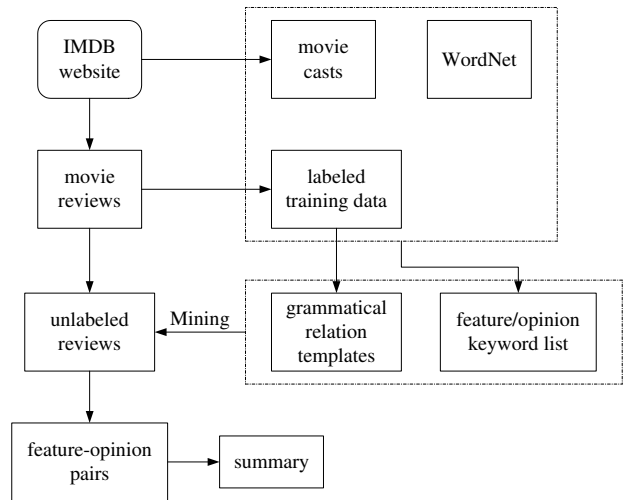 IMDB
website
movie
casts
WordNet
movie
reviews
labeled
training data
unlabeled
reviews
Mining
grammatical
relation
templates
feature/opinion
keyword list
feature-opinion
pairs
summary